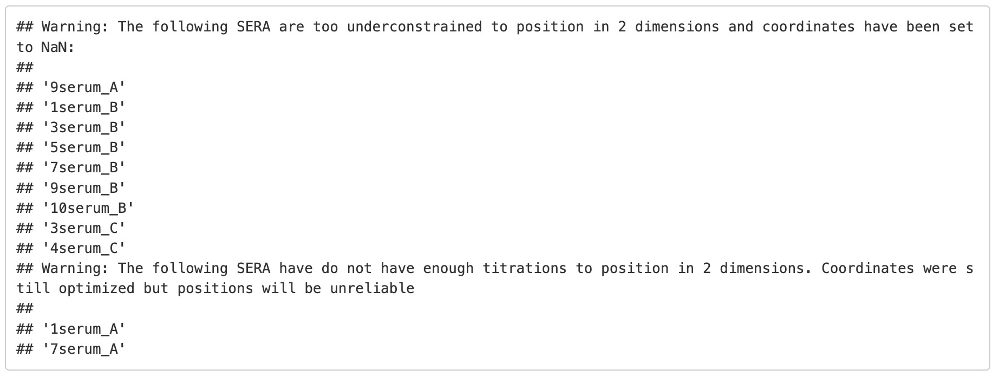 ## Warning: The following SERA are too underconstrained to position in 2 dimensions and coordinates have been set
to NaN:
##
## '9serum_A'
## '1serum_B'
## '3serum_B'
## '5serum_B'
## '7serum_B'
## '9serum_B'
## '10serum_B'
## '3serum_C'
## '4serum_C'
## Warning: The following SERA have do not have enough titrations to position in 2 dimensions. Coordinates were s
till optimized but positions will be unreliable
##
## '1serum_A'
## '7serum_A'